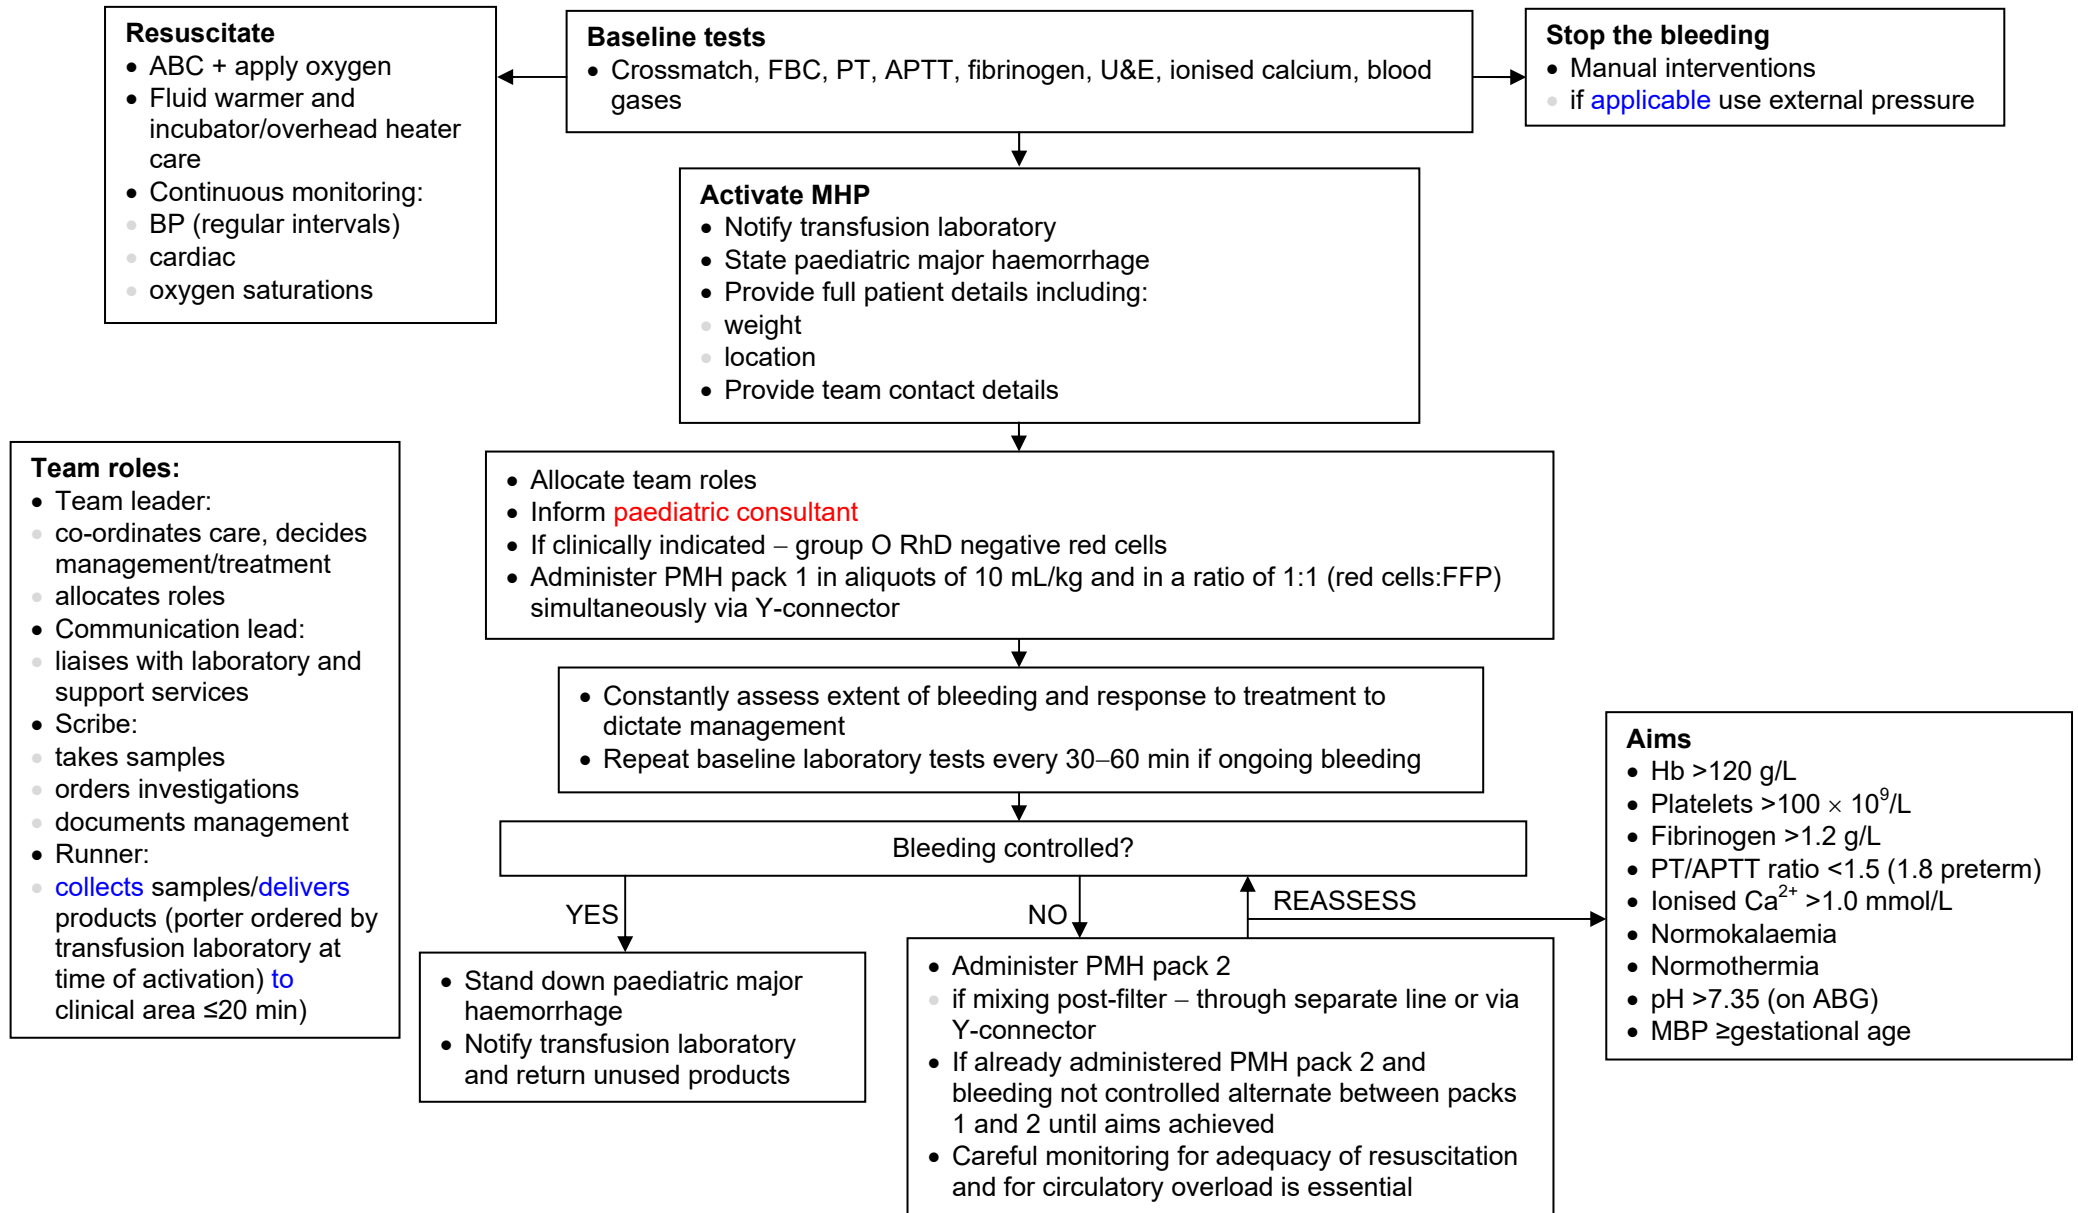 Resuscitate
• ABC + apply oxygen
• Fluid warmer and
incubator/overhead heater
care
• Continuous monitoring:
• BP (regular intervals)
• cardiac
• oxygen saturations
Baseline tests
• Crossmatch, FBC, PT, APTT, fibrinogen, U&E, ionised calcium, blood
gases
Stop the bleeding
• Manual interventions
• if applicable use external pressure
Activate MHP
• Notify transfusion laboratory
• State paediatric major haemorrhage
• Provide full patient details including:
• weight
• location
• Provide team contact details
Team roles:
• Team leader:
• co-ordinates care, decides
management/treatment
• allocates roles
• Communication lead:
• liaises with laboratory and
support services
• Scribe:
• takes samples
• orders investigations
• documents management
• Runner:
• collects samples/delivers
products (porter ordered by
transfusion laboratory at
time of activation) to
clinical area ≤20 min)
• Allocate team roles
• Inform paediatric consultant
• If clinically indicated – group O RhD negative red cells
• Administer PMH pack 1 in aliquots of 10 mL/kg and in a ratio of 1:1 (red cells:FFP)
simultaneously via Y-connector
• Constantly assess extent of bleeding and response to treatment to
dictate management
• Repeat baseline laboratory tests every 30–60 min if ongoing bleeding
Bleeding controlled?
YES
NO
REASSESS
• Stand down paediatric major
haemorrhage
• Notify transfusion laboratory
and return unused products
• Administer PMH pack 2
• if mixing post-filter – through separate line or via
Y-connector
• If already administered PMH pack 2 and
bleeding not controlled alternate between packs
1 and 2 until aims achieved
• Careful monitoring for adequacy of resuscitation
and for circulatory overload is essential
Aims
• Hb >120 g/L
• Platelets >100 × 10⁹/L
• Fibrinogen >1.2 g/L
• PT/APTT ratio <1.5 (1.8 preterm)
• Ionised Ca²⁺ >1.0 mmol/L
• Normokalaemia
• Normothermia
• pH >7.35 (on ABG)
• MBP ≥gestational age